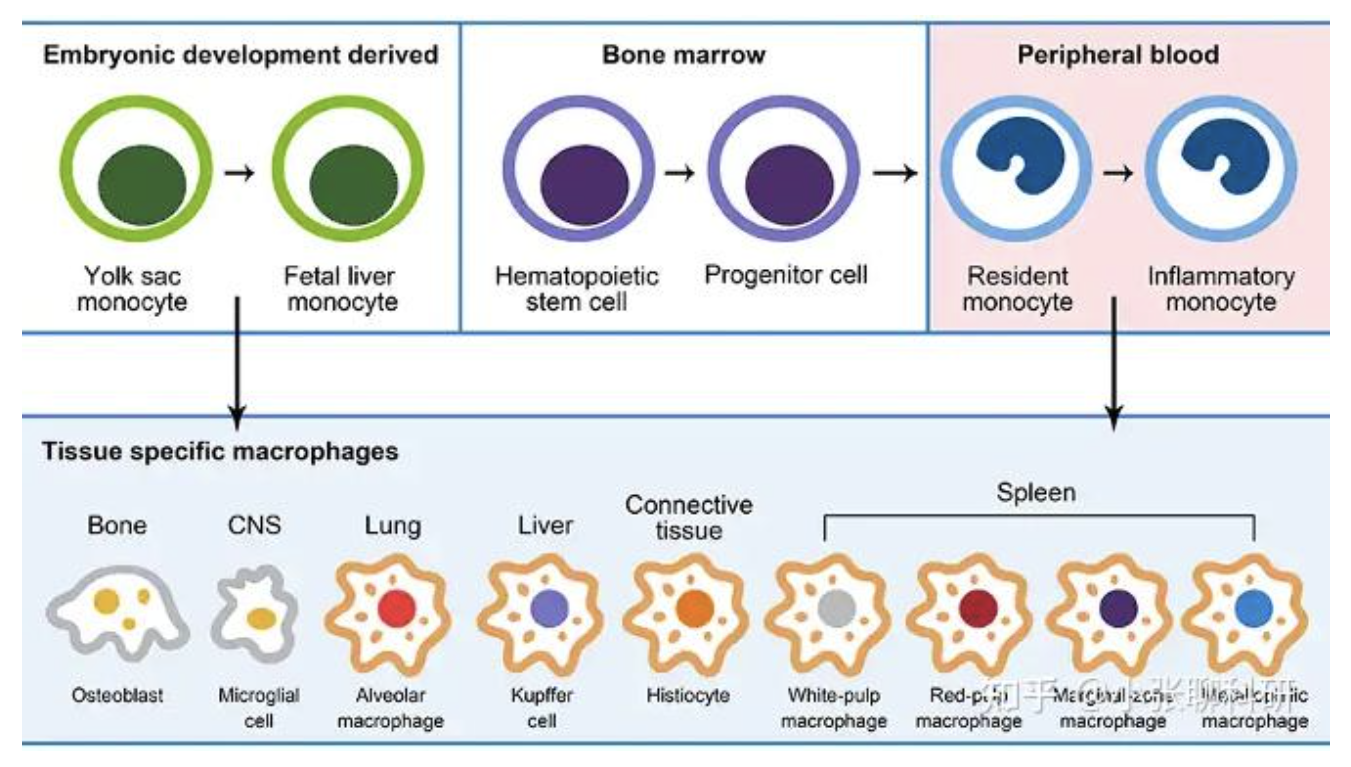 Embryonic development derived
Bone marrow
Peripheral blood
Yolk sac
monocyte
Fetal liver
monocyte
Hematopoietic
stem cell
Progenitor cell
Resident
monocyte
Inflammatory
monocyte
Tissue specific macrophages
Bone
CNS
Lung
Liver
Connective
tissue
Spleen
Osteoblast
Microglial
cell
Alveolar
macrophage
Kupffer
cell
Histiocyte
White-pulp
macrophage
Red-pulp
macrophage
Marginal-zone
macrophage
macrophage
知乎 @小张聊科研